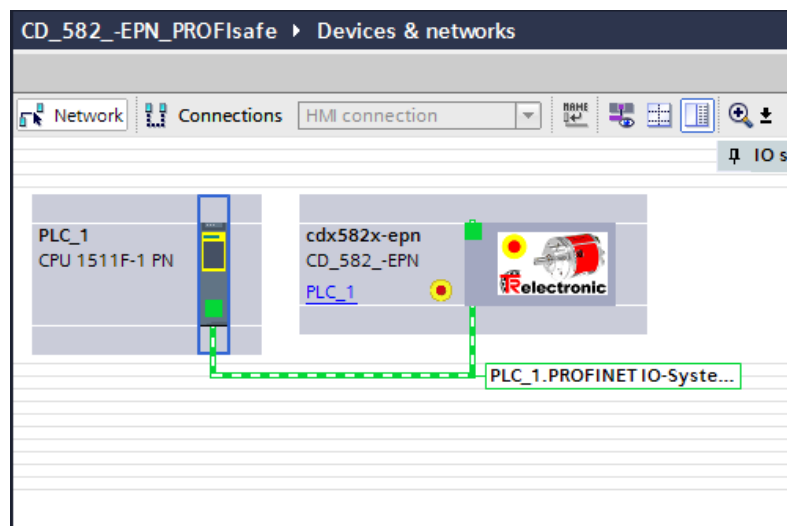 CD_582_-EPN_PROFIsafe ▸ Devices & networks
Network Connections HMI connection
IO s
PLC_1
CPU 1511F-1 PN
cdx582x-epn
CD_582_-EPN
PLC_1
TRelectronic
PLC_1.PROFINET IO-Syste...